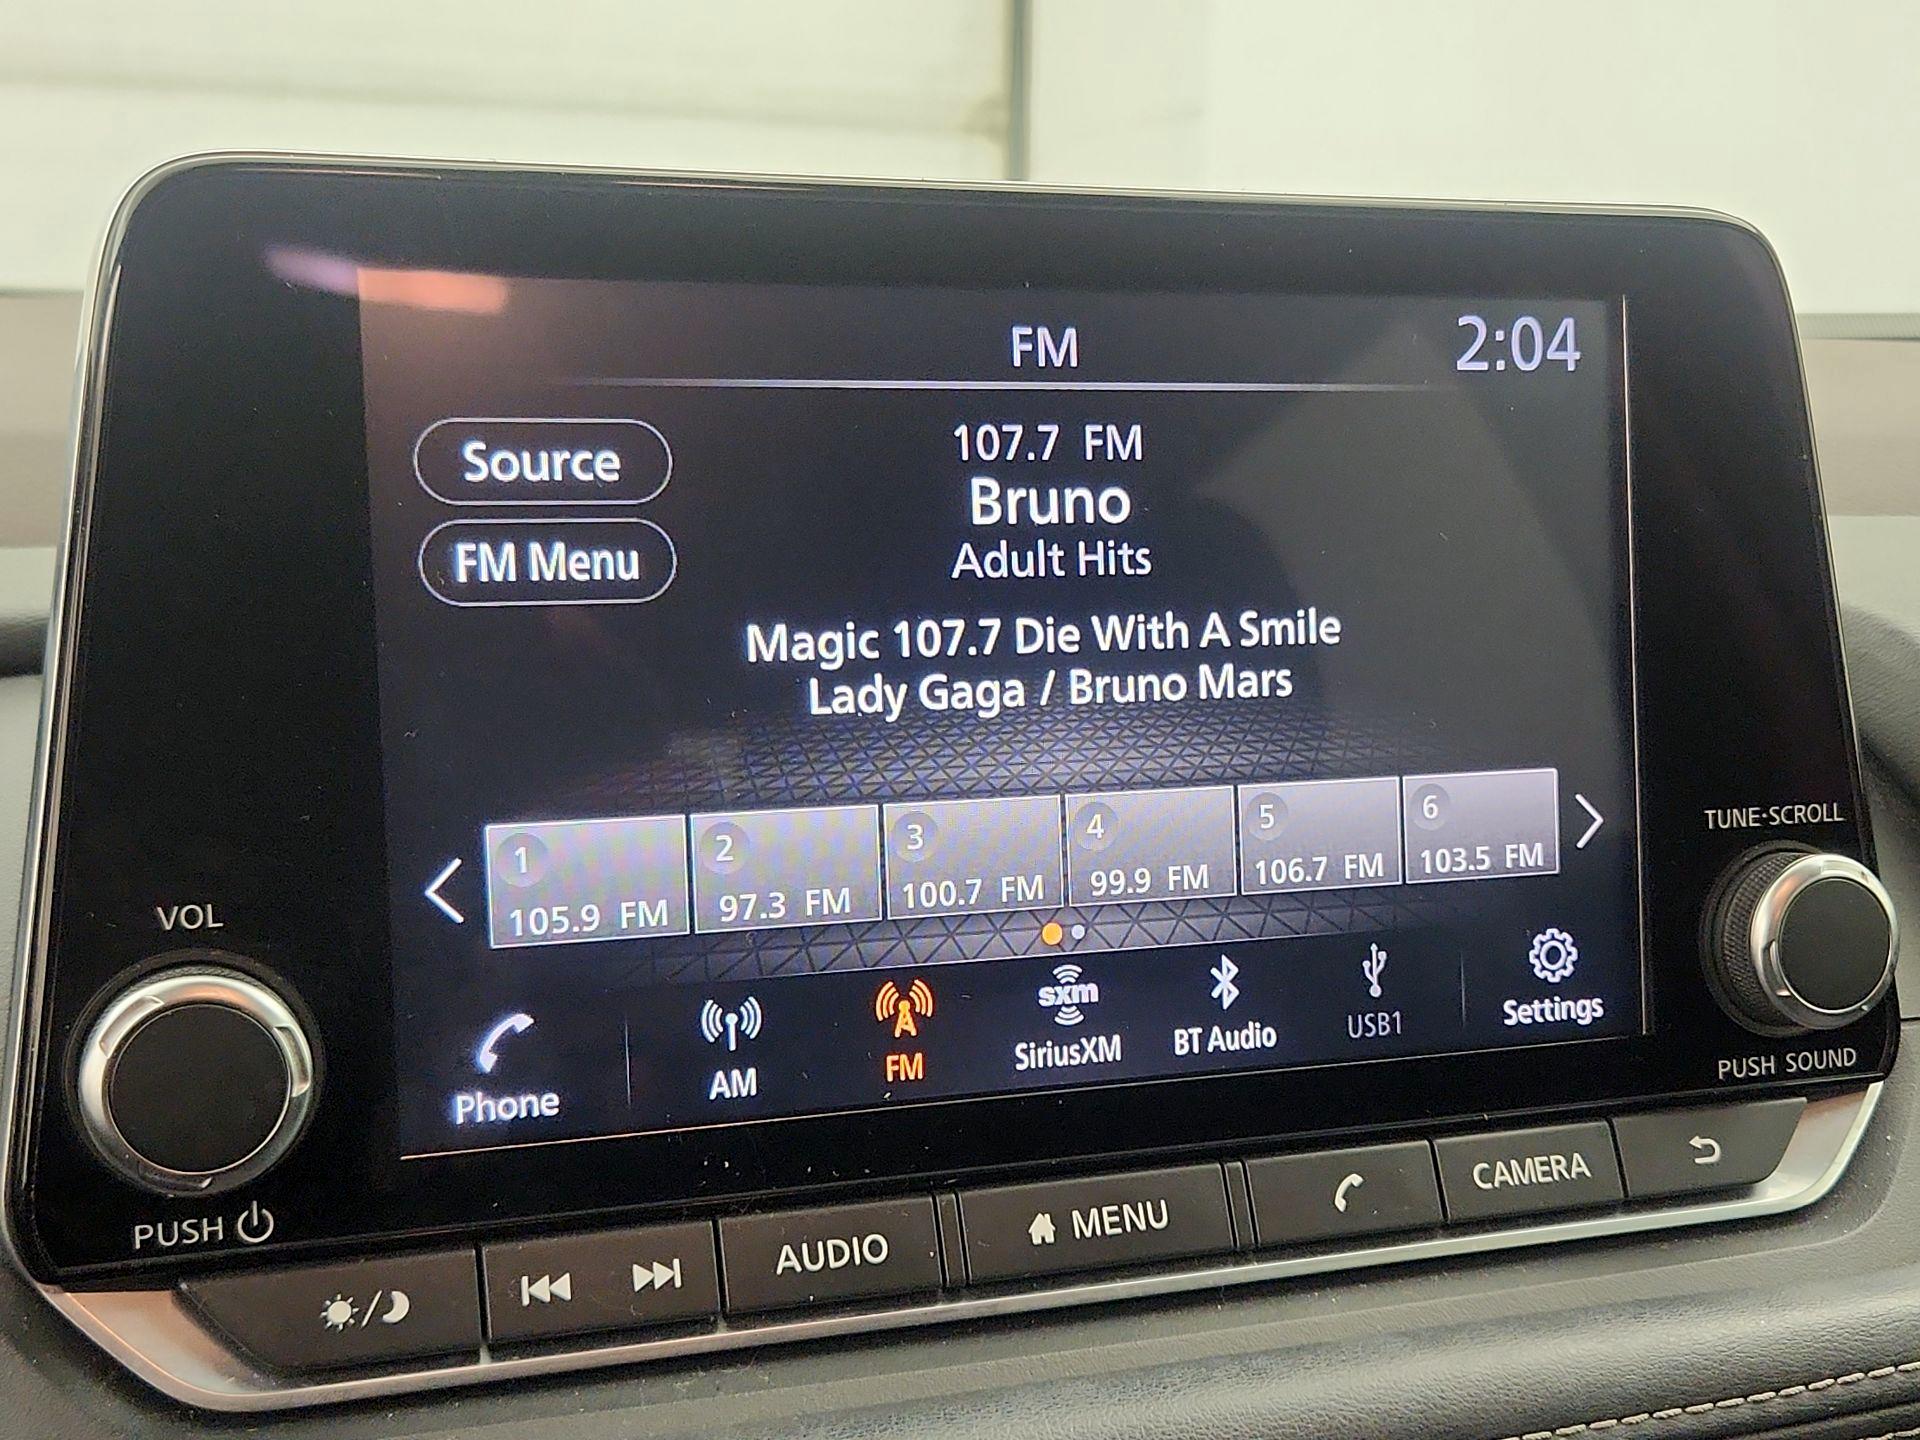 FM
2:04
Source
FM Menu
107.7 FM
Bruno
Adult Hits
Magic 107.7 Die With A Smile
Lady Gaga / Bruno Mars
1
105.9 FM
2
97.3 FM
3
100.7 FM
4
99.9 FM
5
106.7 FM
6
103.5 FM
Phone
AM
FM
sxm
SiriusXM
BT Audio
USB1
Settings
VOL
PUSH
TUNE·SCROLL
PUSH SOUND
AUDIO
MENU
CAMERA